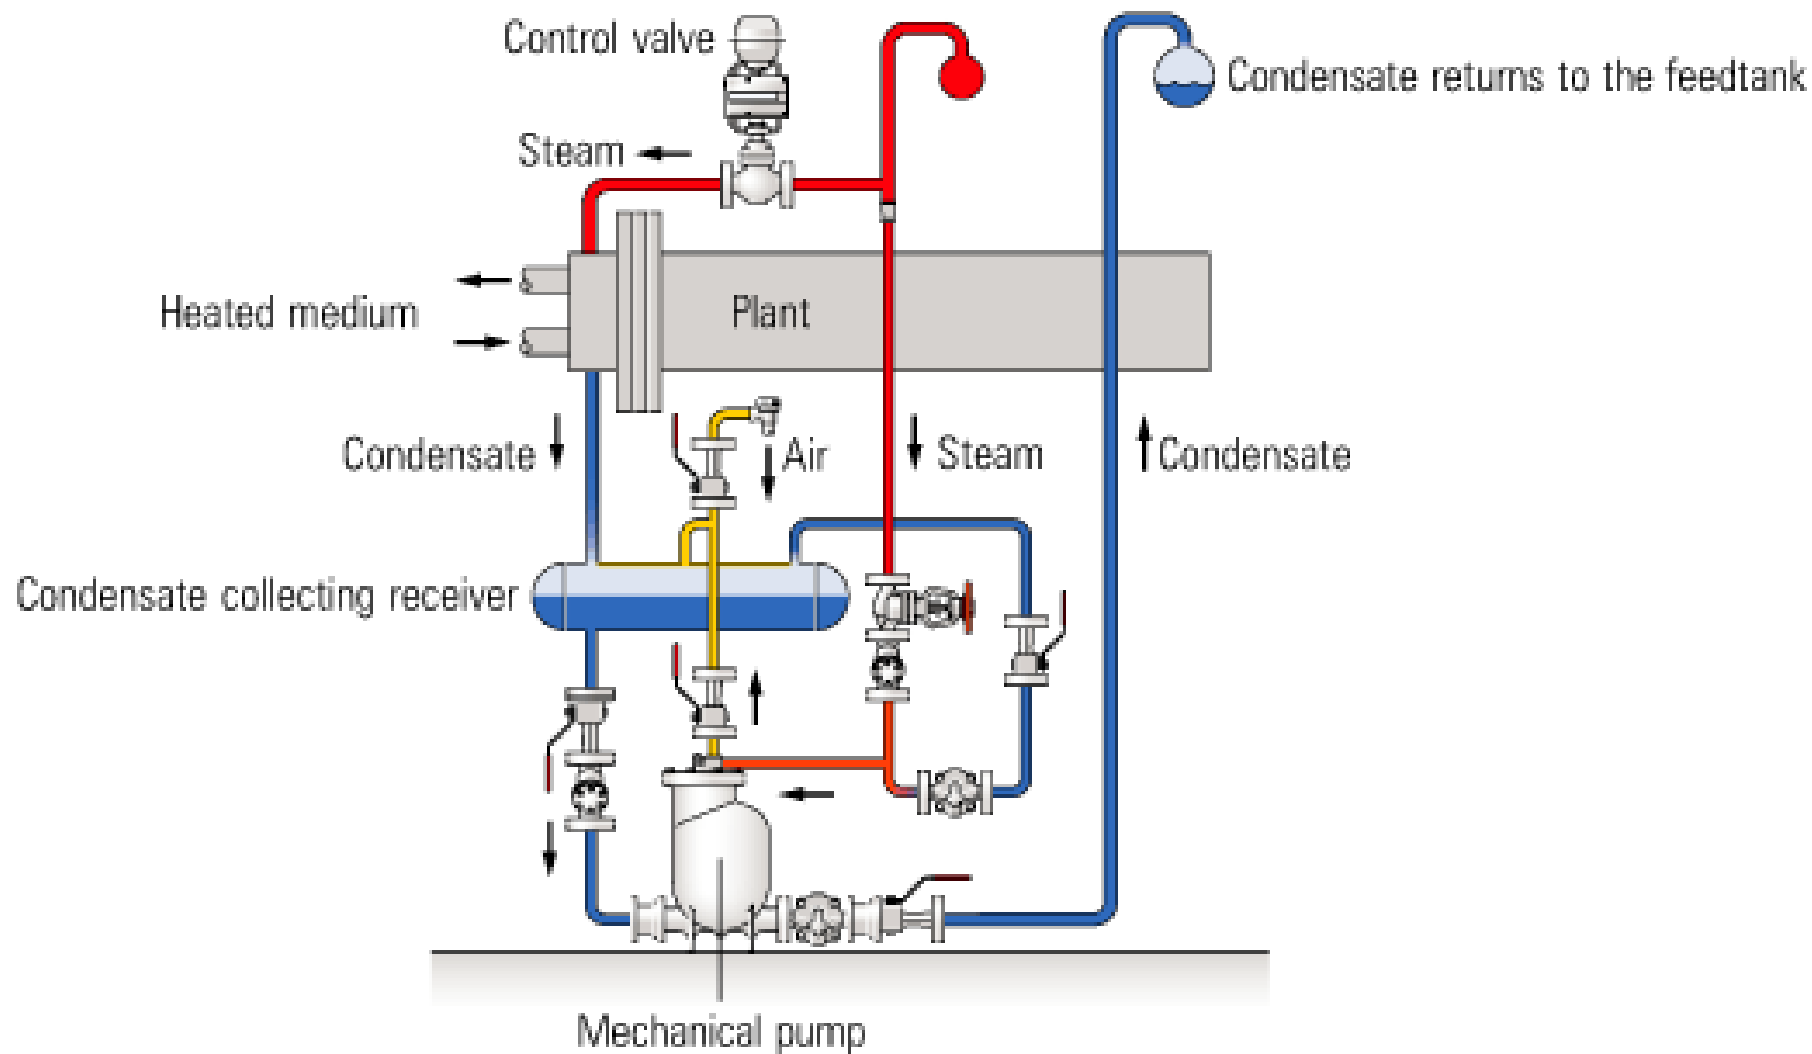 Control valve
Condensate returns to the feedtank
Steam
Heated medium
Plant
Condensate
Air
Steam
Condensate
Condensate collecting receiver
Mechanical pump